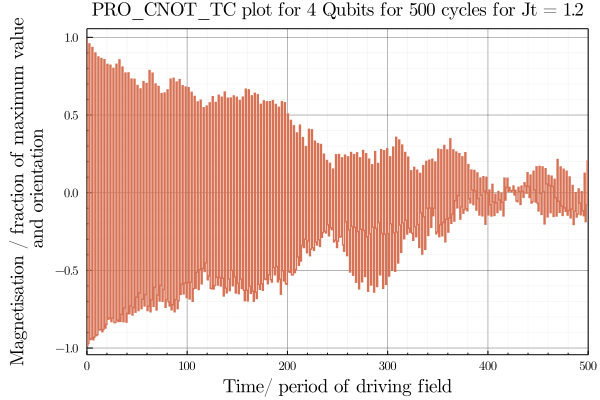 PRO_CNOT_TC plot for 4 Qubits for 500 cycles for Jt = 1.2
Magnetisation / fraction of maximum value
and orientation
1.0
0.5
0.0
−0.5
−1.0
0 100 200 300 400 500
Time/ period of driving field